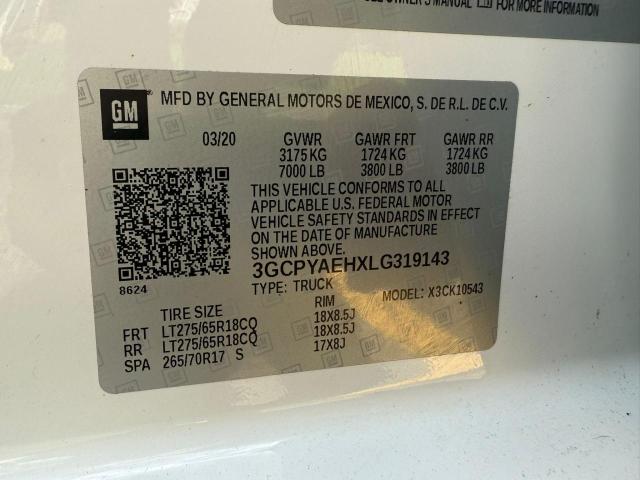 OWNER'S MANUAL FOR MORE INFORMATION
GM
MFD BY GENERAL MOTORS DE MEXICO, S. DE R.L. DE C.V.
03/20 GVWR GAWR FRT GAWR RR
3175 KG 1724 KG 1724 KG
7000 LB 3800 LB 3800 LB
THIS VEHICLE CONFORMS TO ALL
APPLICABLE U.S. FEDERAL MOTOR
VEHICLE SAFETY STANDARDS IN EFFECT
ON THE DATE OF MANUFACTURE
SHOWN ABOVE.
8624 3GCPYAEHXLG319143
TYPE: TRUCK MODEL: X3CK10543
TIRE SIZE RIM
FRT LT275/65R18CQ 18X8.5J
RR LT275/65R18CQ 18X8.5J
SPA 265/70R17 S 17X8J